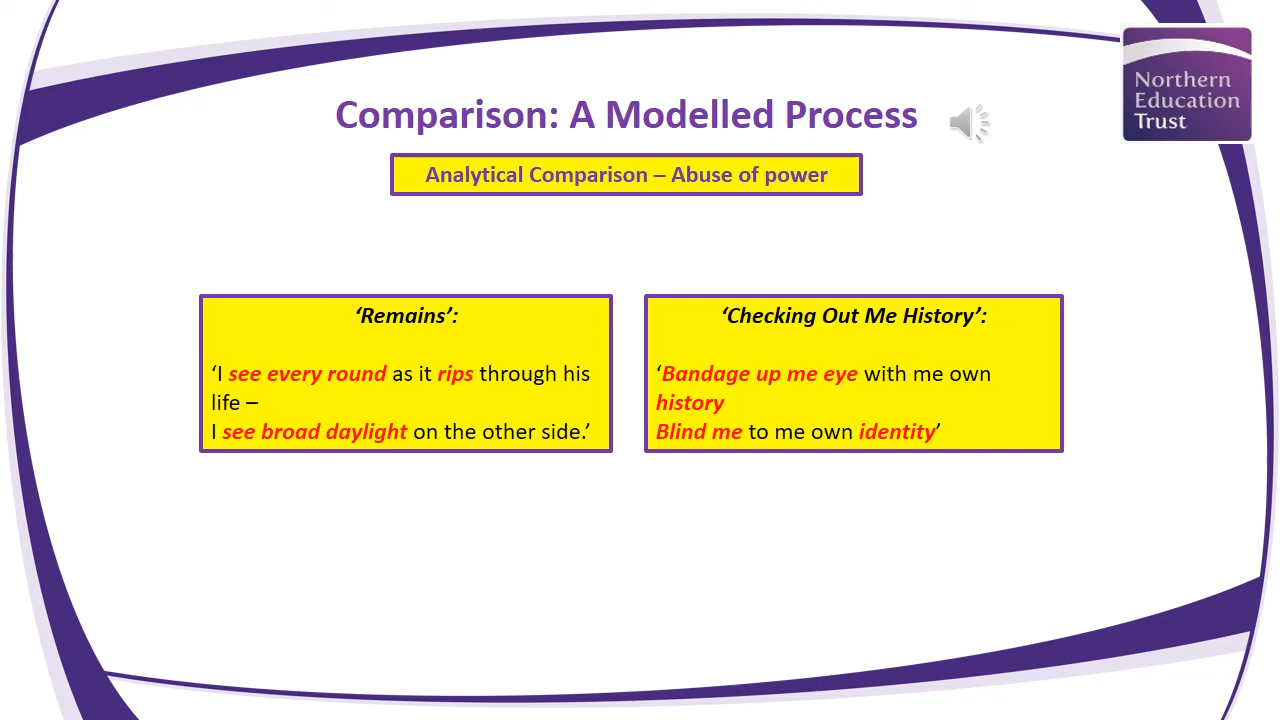 Northern
Education
Trust
Comparison: A Modelled Process
Analytical Comparison – Abuse of power
‘Remains’:
‘I see every round as it rips through his
life –
I see broad daylight on the other side.’
‘Checking Out Me History’:
‘Bandage up me eye with me own
history
Blind me to me own identity’